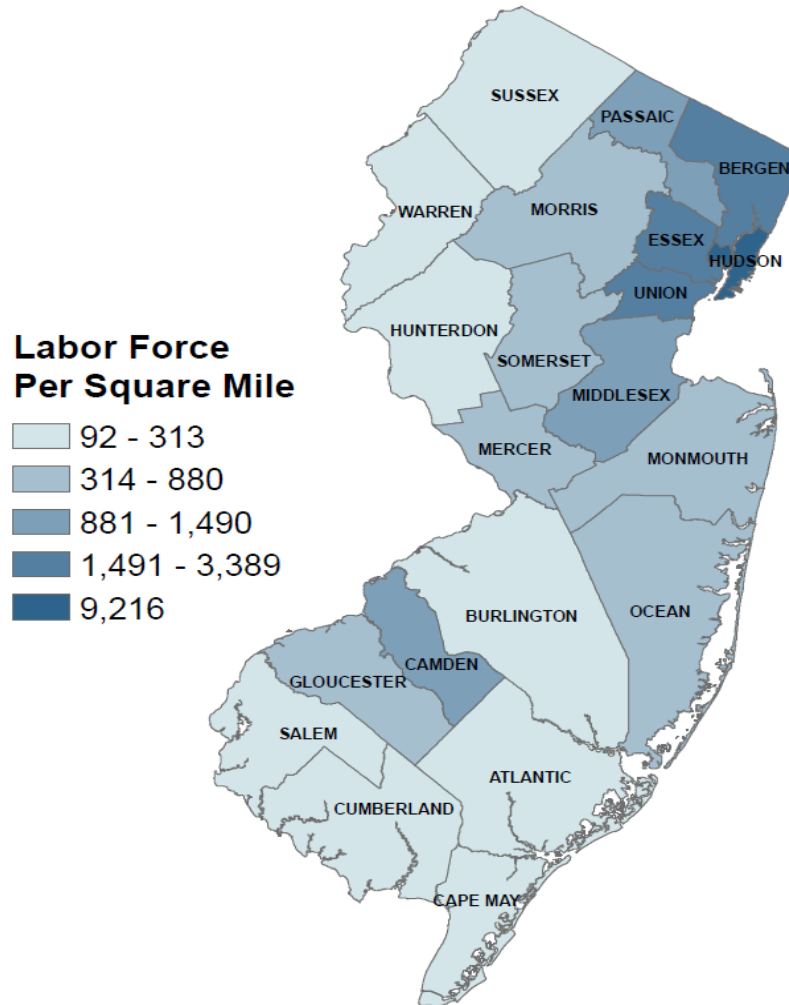 SUSSEX
PASSAIC
BERGEN
WARREN
MORRIS
ESSEX
HUDSON
UNION
HUNTERDON
Labor Force
Per Square Mile
SOMERSET
MIDDLESEX
92 - 313
MERCER
MONMOUTH
314 - 880
881 - 1,490
1,491 - 3,389
9,216
BURLINGTON
OCEAN
CAMDEN
GLOUCESTER
SALEM
ATLANTIC
CUMBERLAND
CAPE MAY